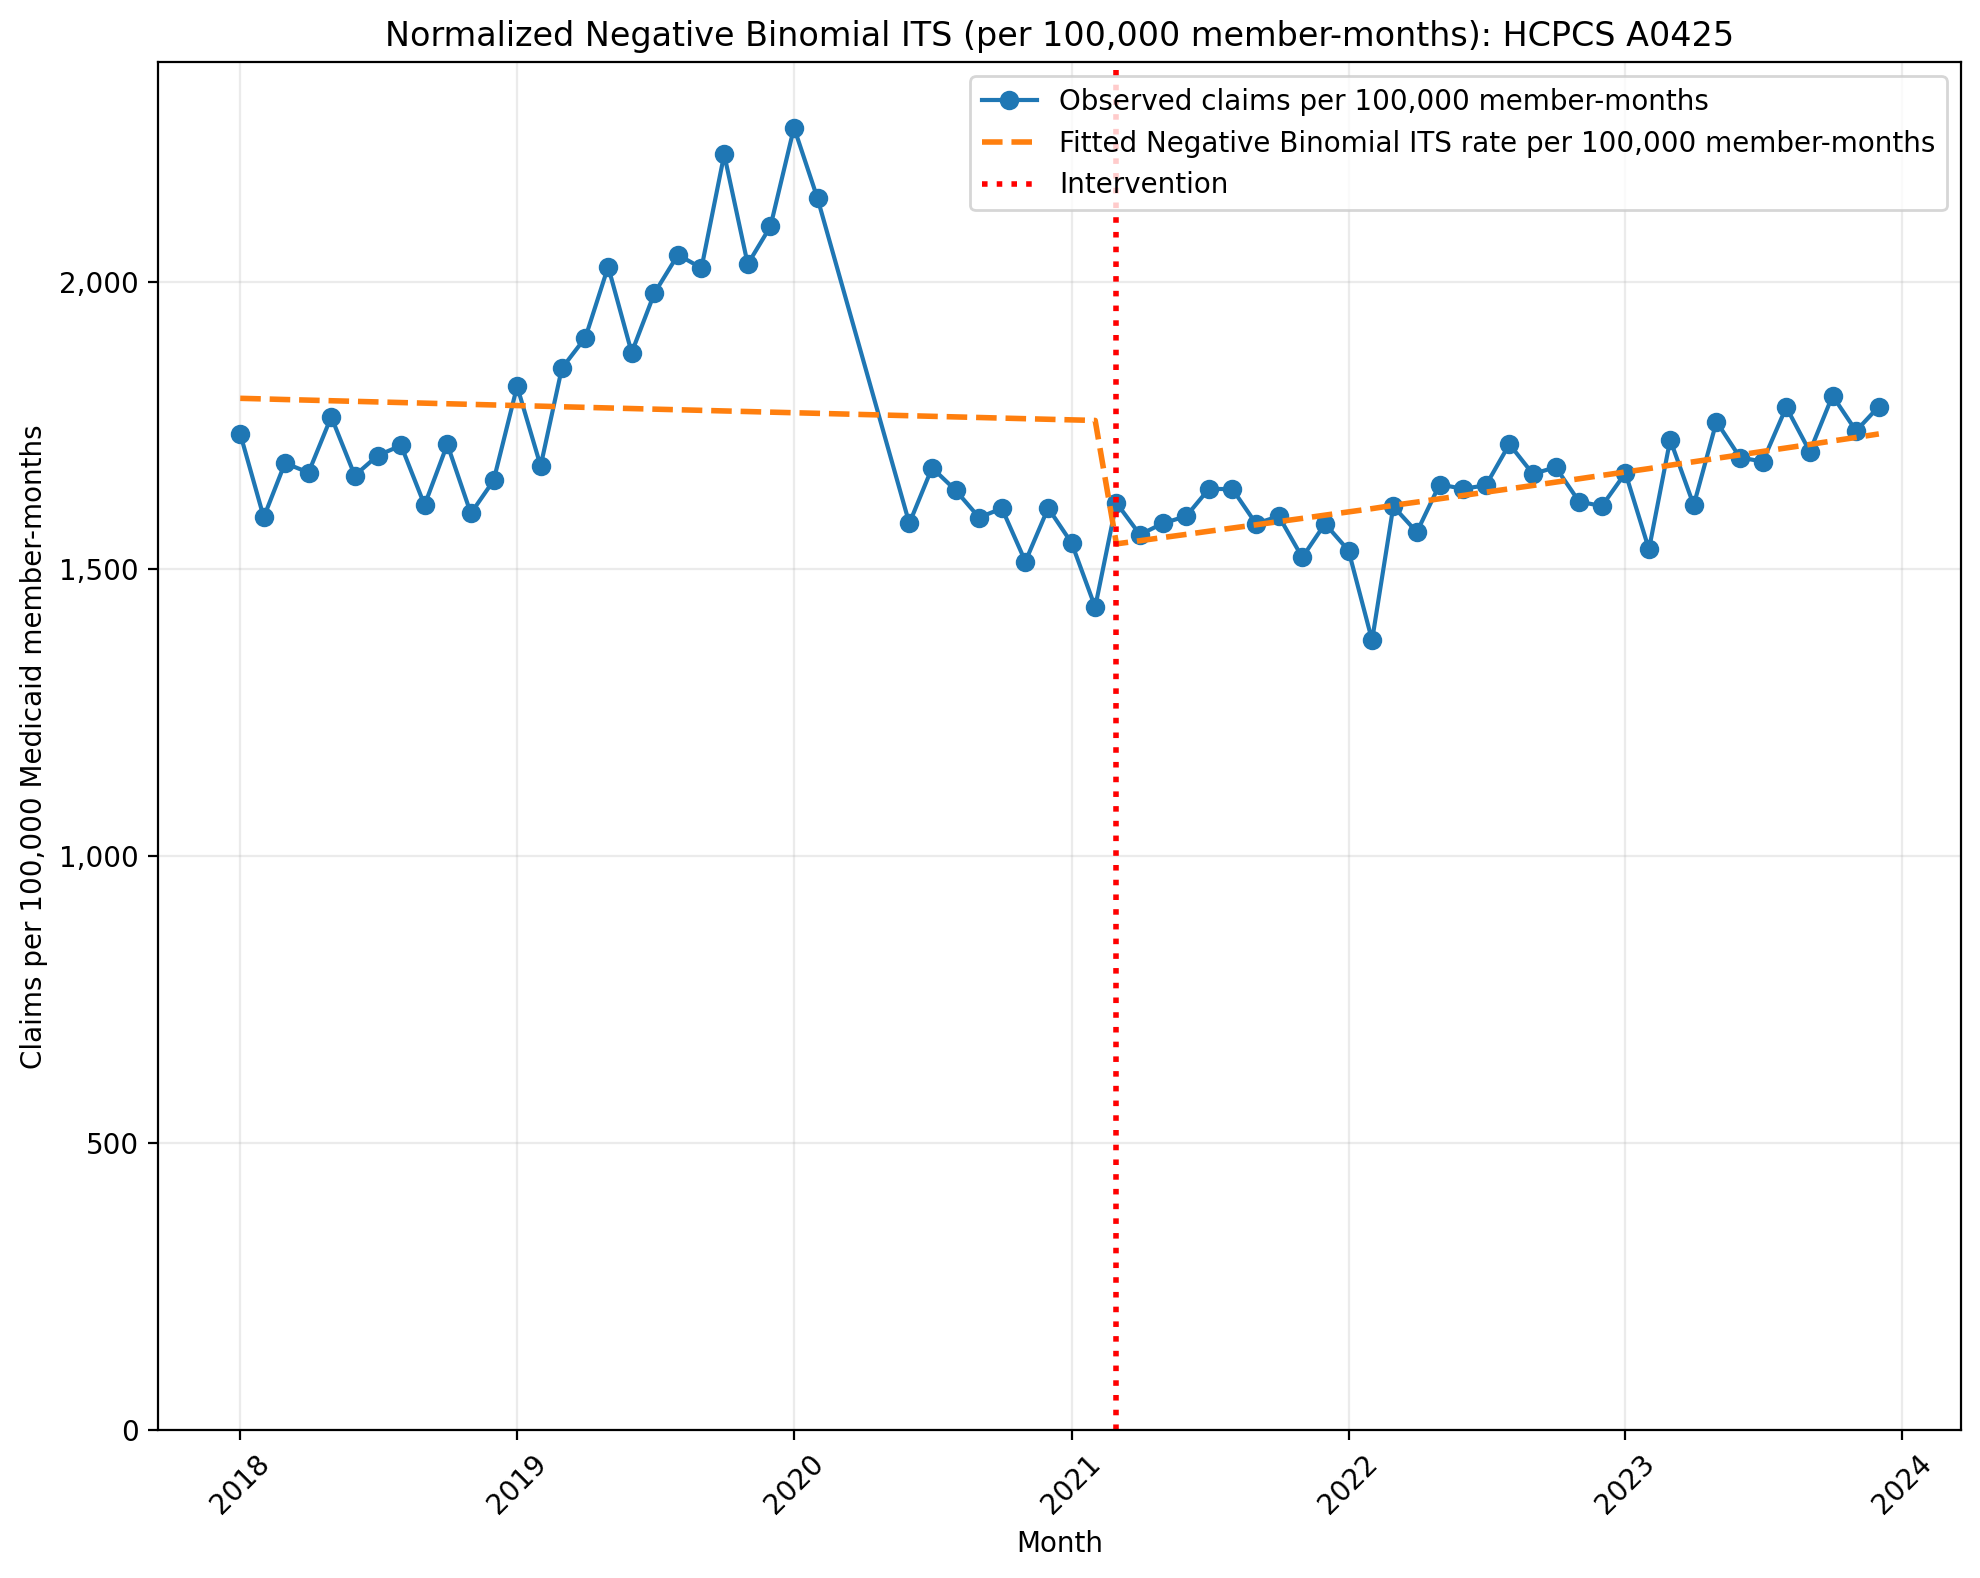 Normalized Negative Binomial ITS (per 100,000 member-months): HCPCS A0425
Observed claims per 100,000 member-months
Fitted Negative Binomial ITS rate per 100,000 member-months
Intervention
Claims per 100,000 Medicaid member-months
2,000
1,500
1,000
500
0
2018
2019
2020
2021
2022
2023
2024
Month